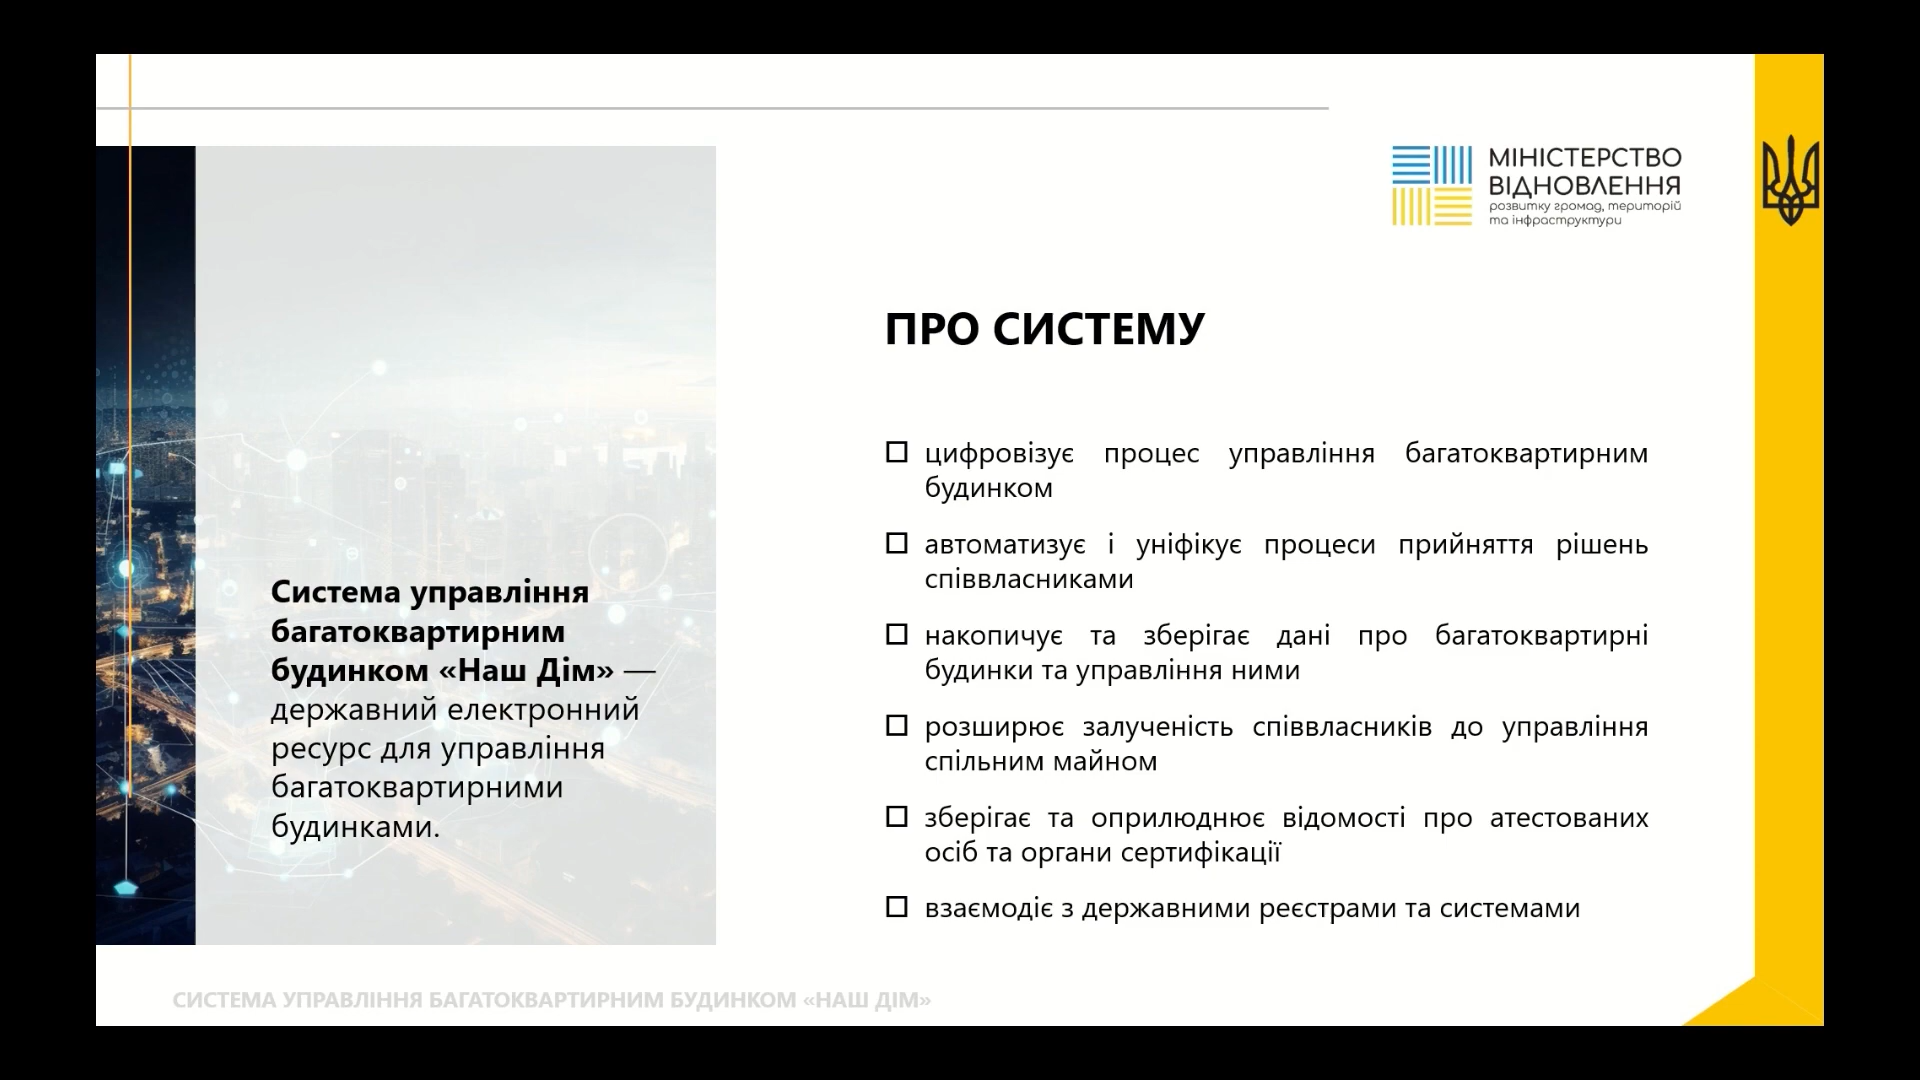 МІНІСТЕРСТВО
ВІДНОВЛЕННЯ
розвитку громад, територій
та інфраструктури
Система управління
багатоквартирним
будинком «Наш Дім» —
державний електронний
ресурс для управління
багатоквартирними
будинками.
ПРО СИСТЕМУ
цифровізує процес управління багатоквартирним
будинком
автоматизує і уніфікує процеси прийняття рішень
співвласниками
накопичує та зберігає дані про багатоквартирні
будинки та управління ними
розширює залученість співвласників до управління
спільним майном
зберігає та оприлюднює відомості про атестованих
осіб та органи сертифікації
взаємодіє з державними реєстрами та системами
СИСТЕМА УПРАВЛІННЯ БАГАТОКВАРТИРНИМ БУДИНКОМ «НАШ ДІМ»